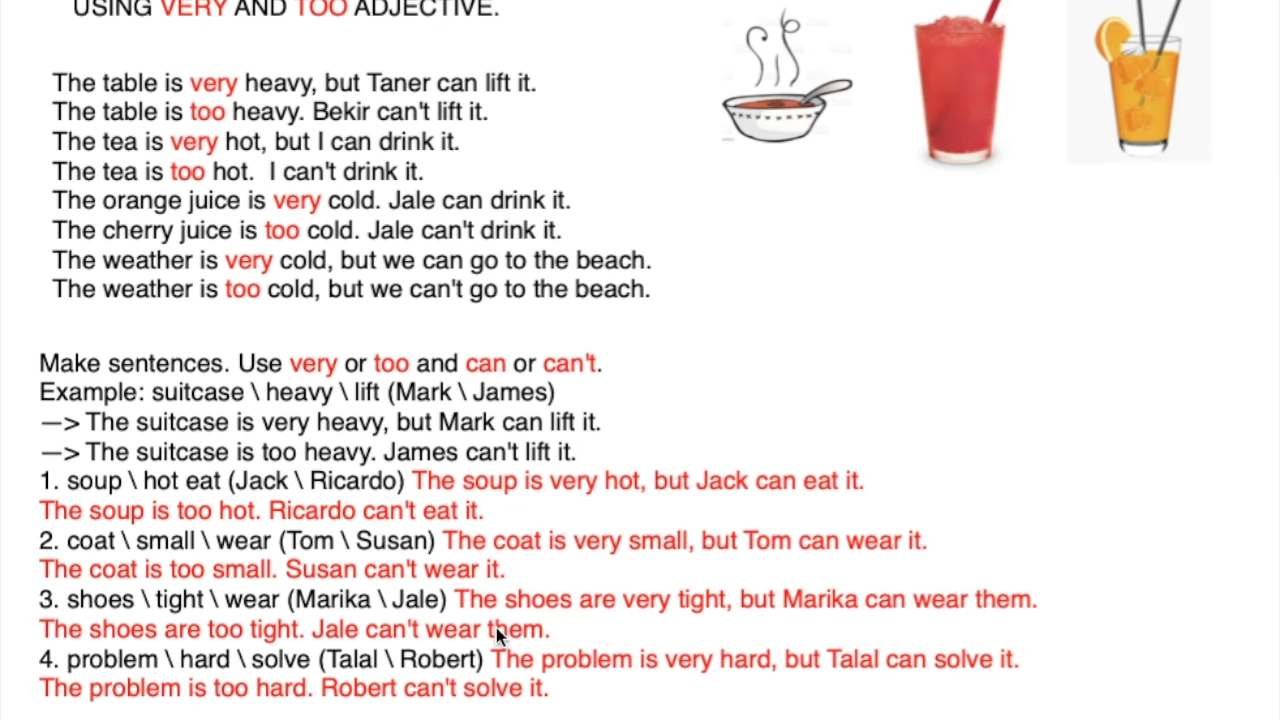 USING VERY AND TOO ADJECTIVE.
The table is very heavy, but Taner can lift it.
The table is too heavy. Bekir can't lift it.
The tea is very hot, but I can drink it.
The tea is too hot.  I can't drink it.
The orange juice is very cold. Jale can drink it.
The cherry juice is too cold. Jale can't drink it.
The weather is very cold, but we can go to the beach.
The weather is too cold, but we can't go to the beach.
Make sentences. Use very or too and can or can't.
Example: suitcase \ heavy \ lift (Mark \ James)
—> The suitcase is very heavy, but Mark can lift it.
—> The suitcase is too heavy. James can't lift it.
1. soup \ hot eat (Jack \ Ricardo) The soup is very hot, but Jack can eat it.
The soup is too hot. Ricardo can't eat it.
2. coat \ small \ wear (Tom \ Susan) The coat is very small, but Tom can wear it.
The coat is too small. Susan can't wear it.
3. shoes \ tight \ wear (Marika \ Jale) The shoes are very tight, but Marika can wear them.
The shoes are too tight. Jale can't wear them.
4. problem \ hard \ solve (Talal \ Robert) The problem is very hard, but Talal can solve it.
The problem is too hard. Robert can't solve it.